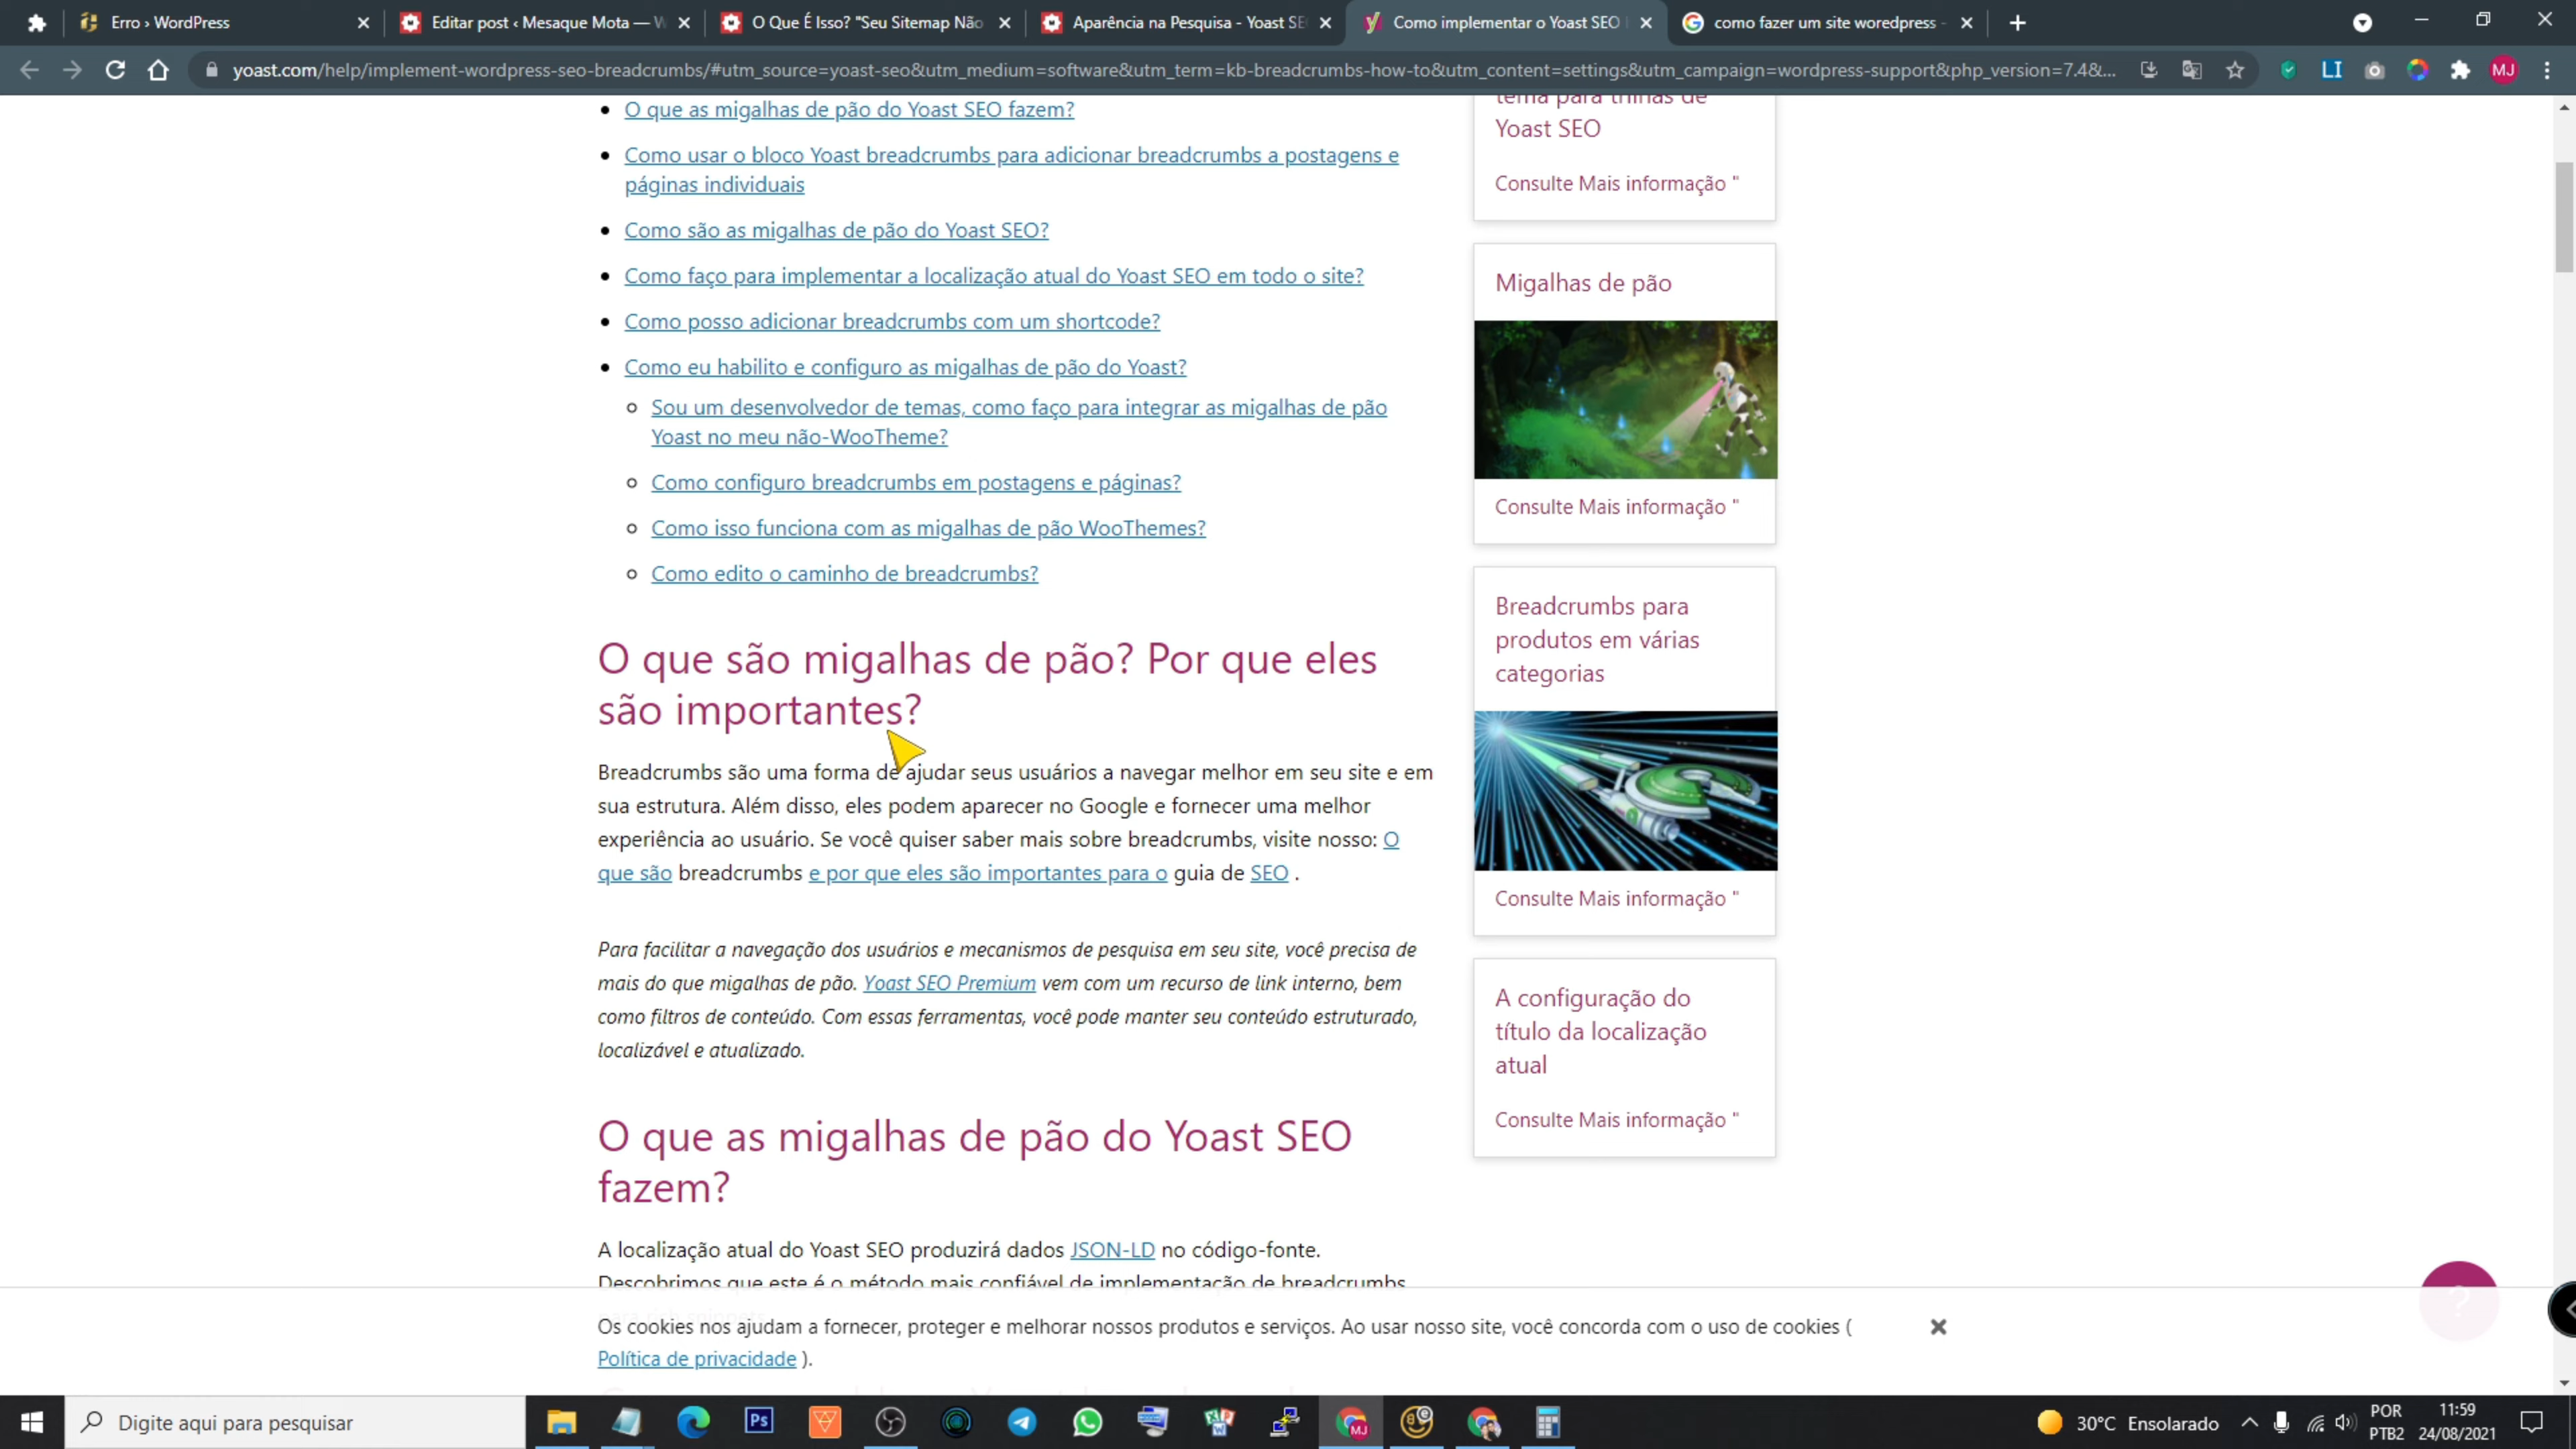 Erro › WordPress
Editar post ‹ Mesaque Mota — W
O Que É Isso? "Seu Sitemap Não
Aparência na Pesquisa - Yoast SE
Como implementar o Yoast SEO
como fazer um site woredpress -
yoast.com/help/implement-wordpress-seo-breadcrumbs/#utm_source=yoast-seo&utm_medium=software&utm_term=kb-breadcrumbs-how-to&utm_content=settings&utm_campaign=wordpress-support&php_version=7.4&...
LI
MJ
O que as migalhas de pão do Yoast SEO fazem?
Como usar o bloco Yoast breadcrumbs para adicionar breadcrumbs a postagens e
páginas individuais
Como são as migalhas de pão do Yoast SEO?
Como faço para implementar a localização atual do Yoast SEO em todo o site?
Como posso adicionar breadcrumbs com um shortcode?
Como eu habilito e configuro as migalhas de pão do Yoast?
Sou um desenvolvedor de temas, como faço para integrar as migalhas de pão
Yoast no meu não-WooTheme?
Como configuro breadcrumbs em postagens e páginas?
Como isso funciona com as migalhas de pão WooThemes?
Como edito o caminho de breadcrumbs?
O que são migalhas de pão? Por que eles
são importantes?
Breadcrumbs são uma forma de ajudar seus usuários a navegar melhor em seu site e em
sua estrutura. Além disso, eles podem aparecer no Google e fornecer uma melhor
experiência ao usuário. Se você quiser saber mais sobre breadcrumbs, visite nosso: O
que são breadcrumbs e por que eles são importantes para o guia de SEO .
Para facilitar a navegação dos usuários e mecanismos de pesquisa em seu site, você precisa de
mais do que migalhas de pão. Yoast SEO Premium vem com um recurso de link interno, bem
como filtros de conteúdo. Com essas ferramentas, você pode manter seu conteúdo estruturado,
localizável e atualizado.
O que as migalhas de pão do Yoast SEO
fazem?
A localização atual do Yoast SEO produzirá dados JSON-LD no código-fonte.
Descobrimos que este é o método mais confiável de implementação de breadcrumbs
tema para trilhas de
Yoast SEO
Consulte Mais informação "
Migalhas de pão
Consulte Mais informação "
Breadcrumbs para
produtos em várias
categorias
Consulte Mais informação "
A configuração do
título da localização
atual
Consulte Mais informação "
?
Os cookies nos ajudam a fornecer, proteger e melhorar nossos produtos e serviços. Ao usar nosso site, você concorda com o uso de cookies (
Política de privacidade ).
Digite aqui para pesquisar
Ps
MJ
30°C Ensolarado
POR
PTB2
11:59
24/08/2021